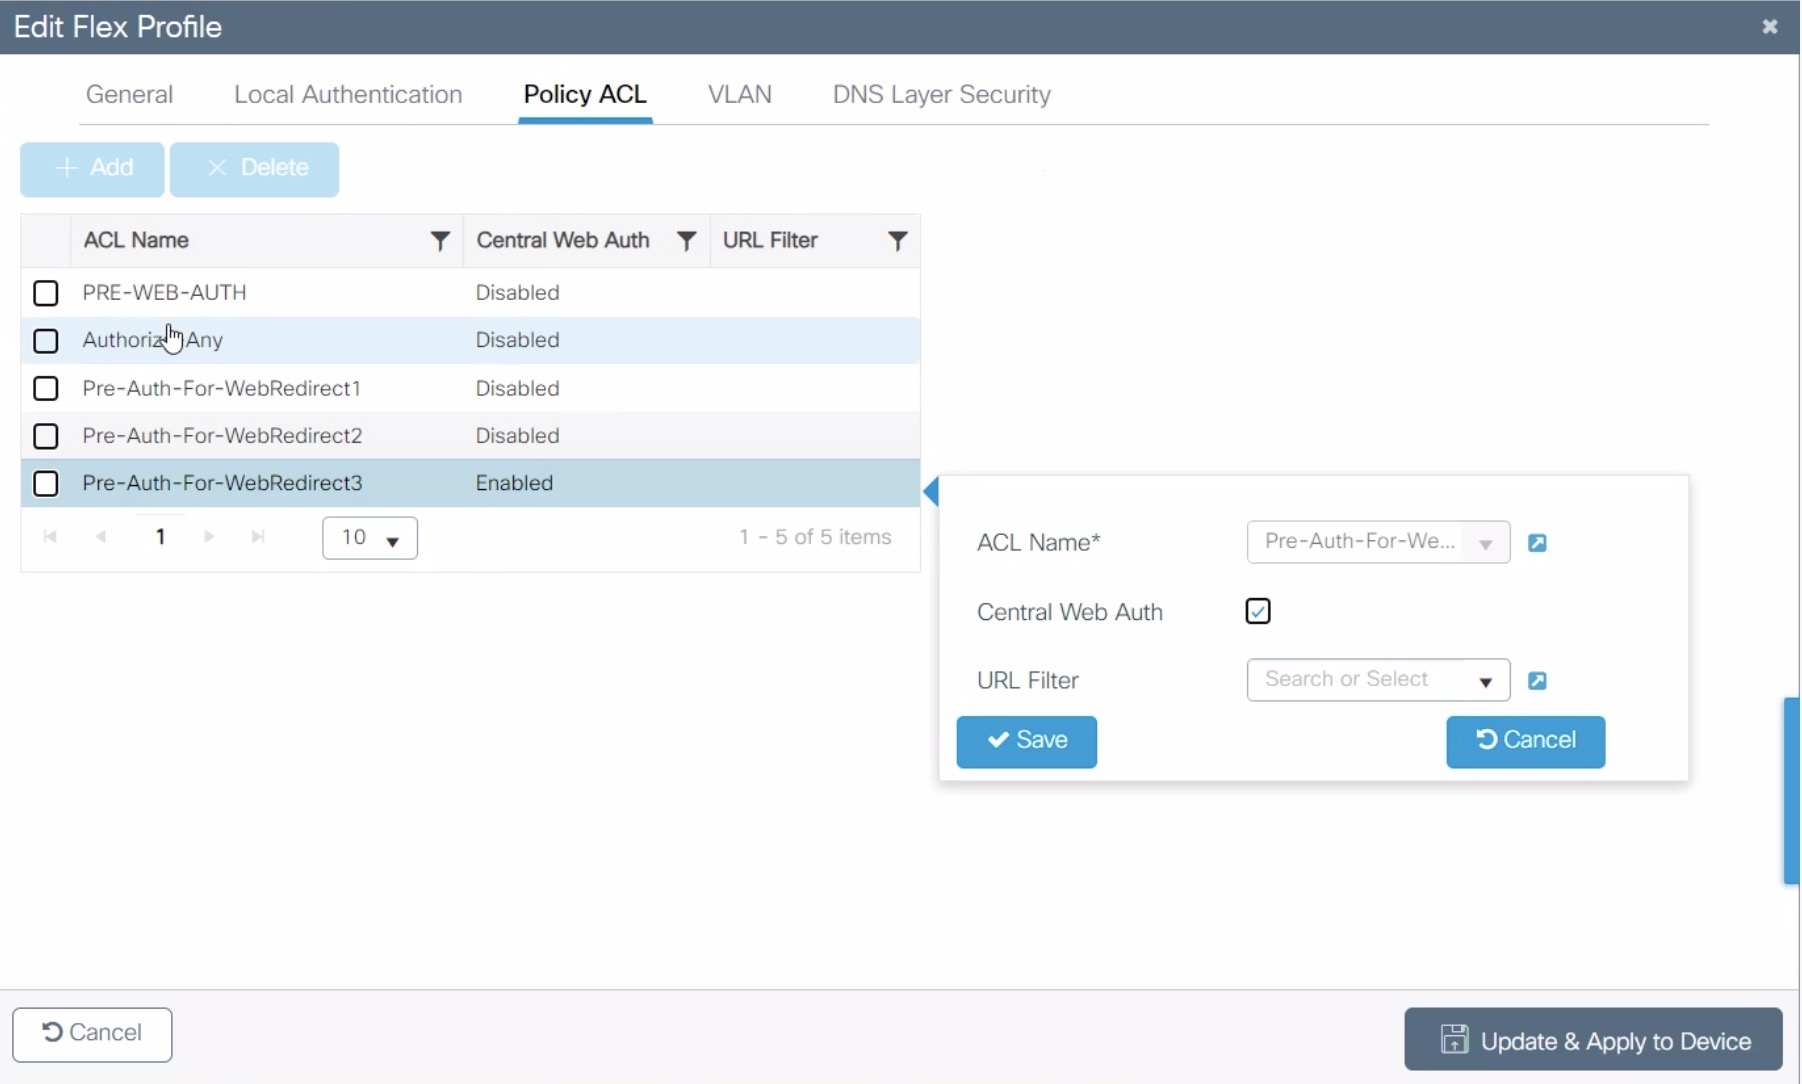 Edit Flex Profile
General Local Authentication Policy ACL VLAN DNS Layer Security
Add Delete
ACL Name Central Web Auth URL Filter
PRE-WEB-AUTH Disabled
Any Disabled
Pre-Auth-For-WebRedirect1 Disabled
Pre-Auth-For-WebRedirect2 Disabled
Pre-Auth-For-WebRedirect3 Enabled
1 10 1 - 5 of 5 items
ACL Name* Pre-Auth-For-We...
Central Web Auth
URL Filter Search or Select
Save Cancel
Cancel Update & Apply to Device